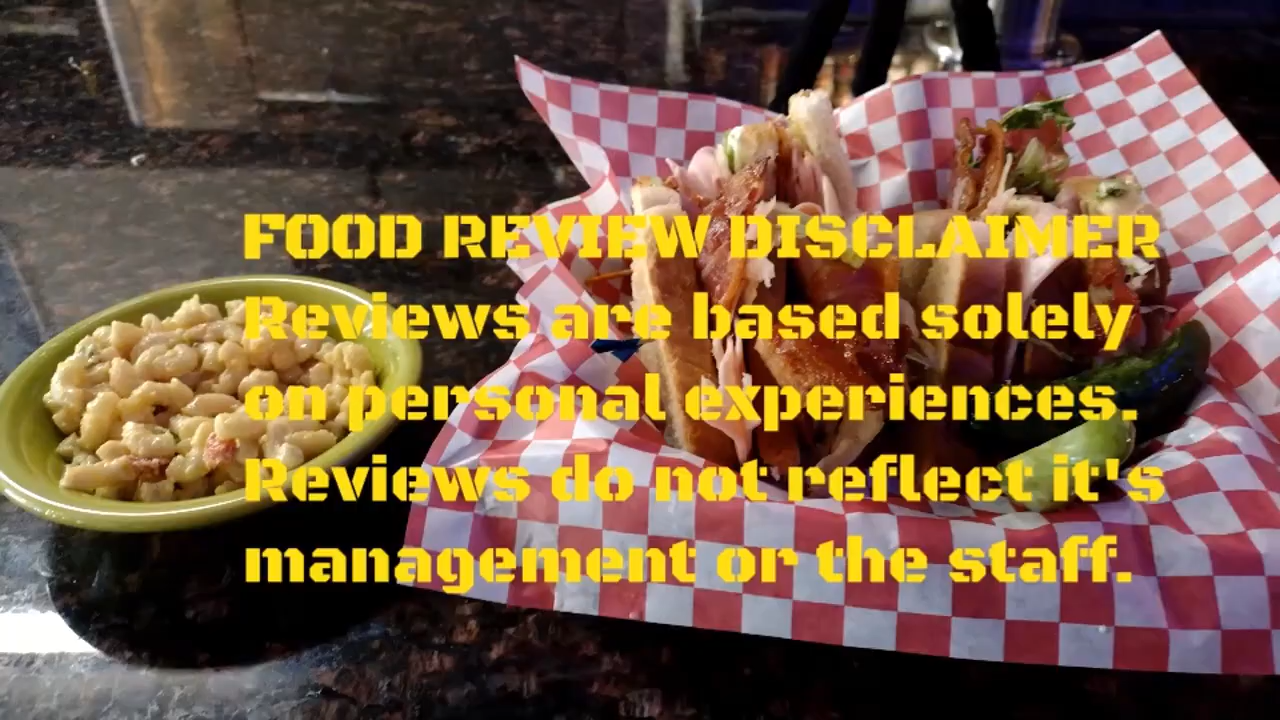 FOOD REVIEW DISCLAIMER
Reviews are based solely
on personal experiences.
Reviews do not reflect it's
management or the staff.